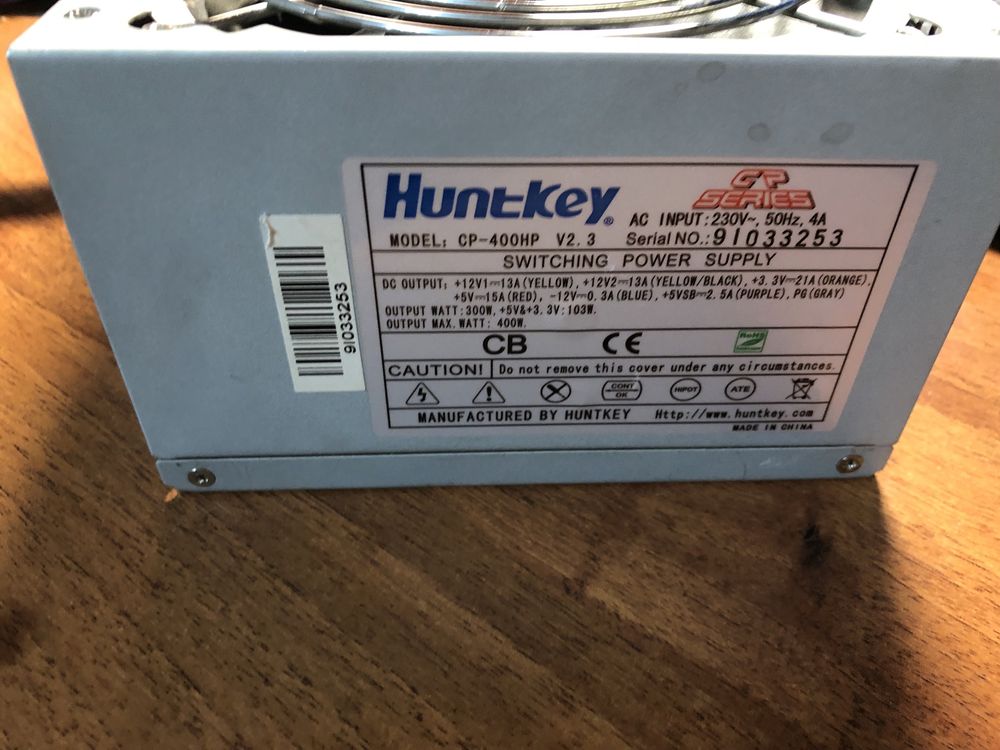 HuntKey®
CP
SERIES
AC INPUT:230V~, 50Hz, 4A
MODEL: CP-400HP V2.3 Serial NO.:91033253
SWITCHING POWER SUPPLY
DC OUTPUT: +12V1⎓13A(YELLOW), +12V2⎓13A(YELLOW/BLACK), +3.3V⎓21A(ORANGE),
+5V⎓15A(RED), -12V⎓0.3A(BLUE), +5VSB⎓2.5A(PURPLE), PG(GRAY)
OUTPUT WATT:300W, +5V&+3.3V:103W.
OUTPUT MAX. WATT: 400W.
CB CE RoHS
CAUTION! Do not remove this cover under any circumstances.
CONT OK HIPOT ATE
MANUFACTURED BY HUNTKEY Http://www.huntkey.com
MADE IN CHINA
91033253